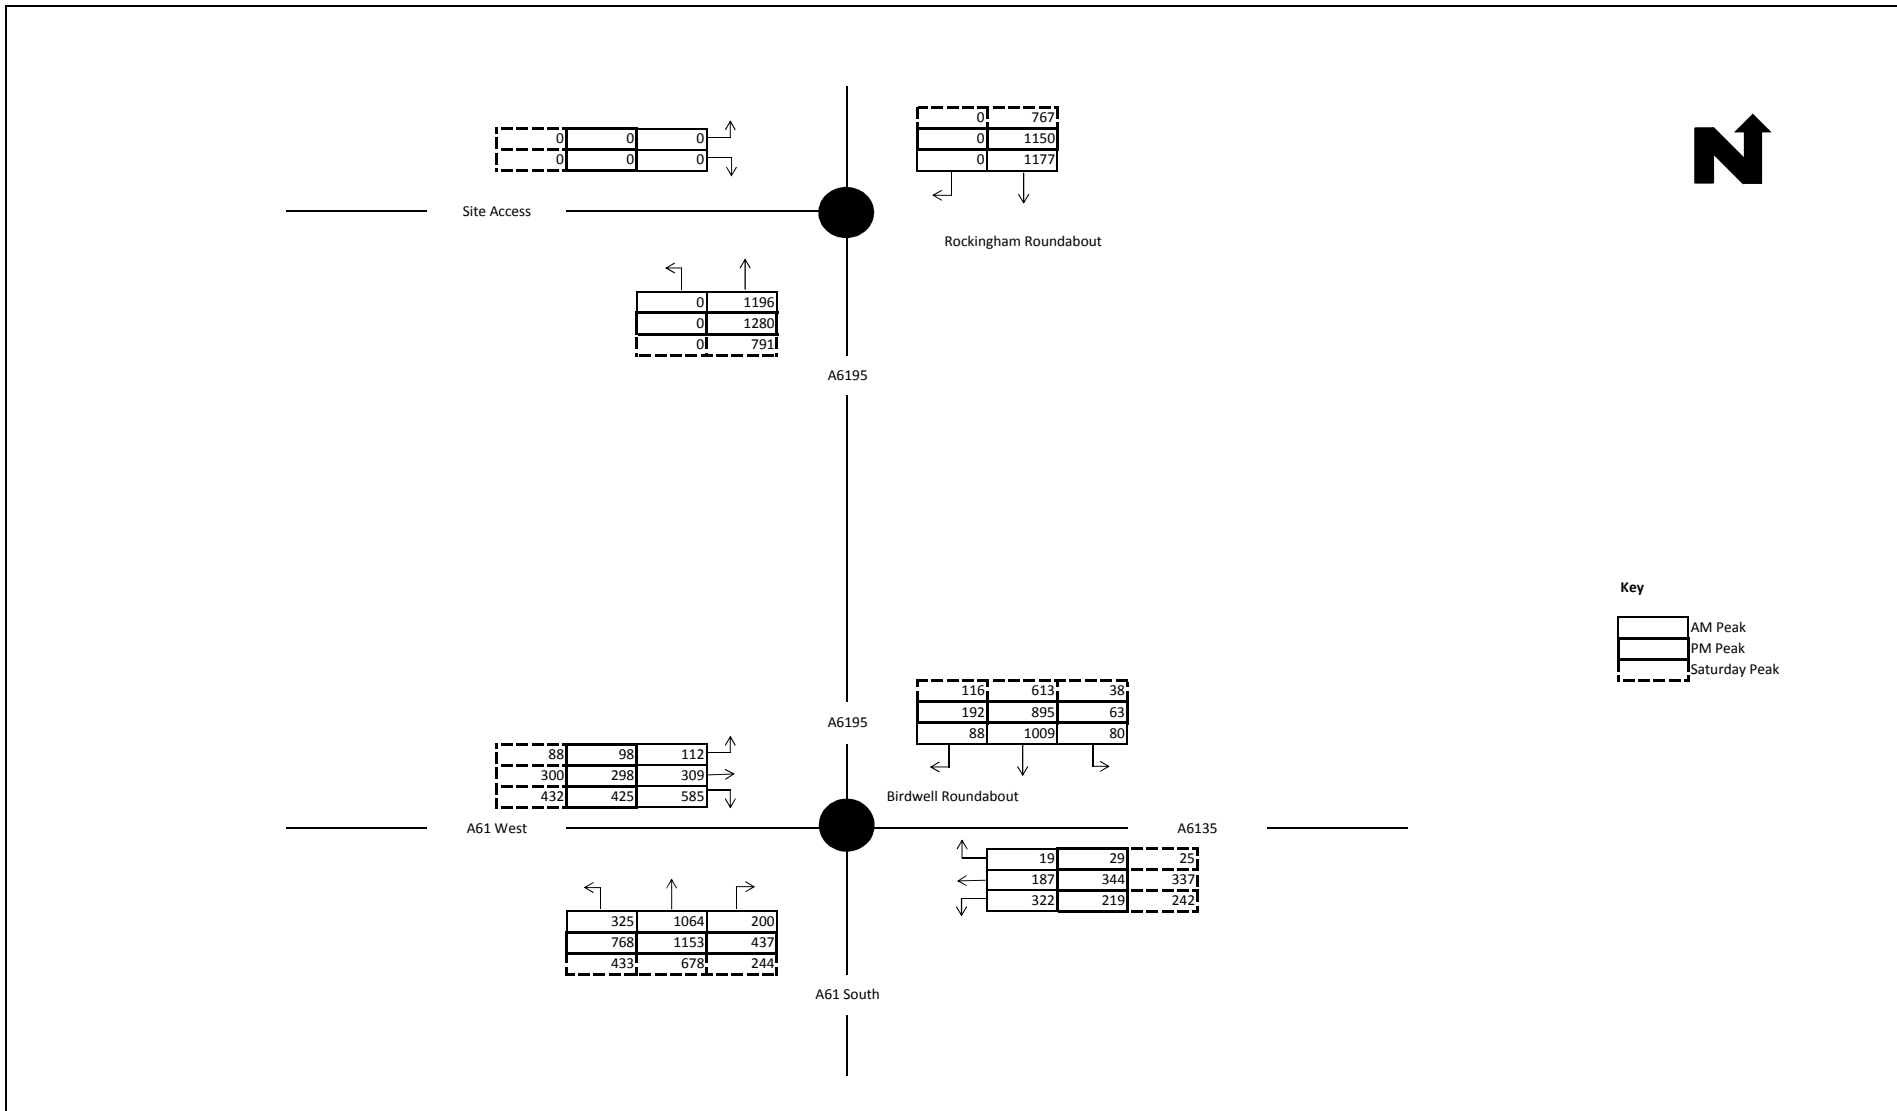 0 767
0 1150
0 1177
0 0 0
0 0 0
N
Site Access
Rockingham Roundabout
0 1196
0 1280
0 791
A6195
Key
AM Peak
PM Peak
Saturday Peak
116 613 38
192 895 63
88 1009 80
A6195
88 98 112
300 298 309
432 425 585
Birdwell Roundabout
A61 West
A6135
19 29 25
187 344 337
322 219 242
325 1064 200
768 1153 437
433 678 244
A61 South